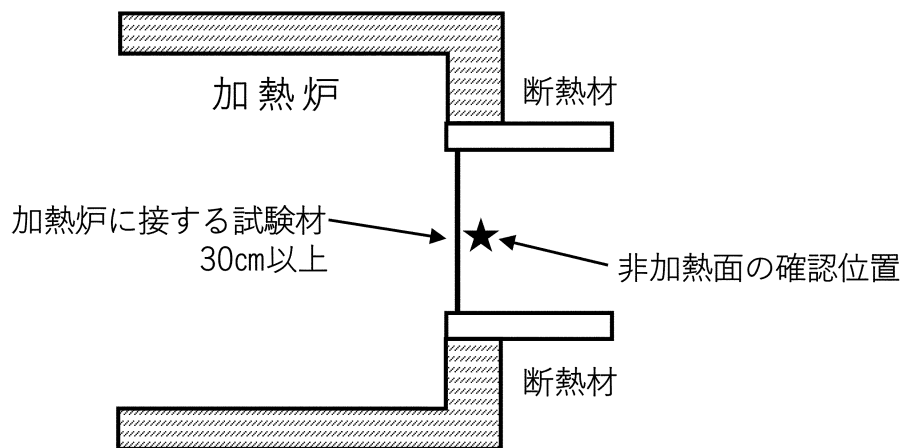 加熱炉
断熱材
加熱炉に接する試験材
30cm以上
非加熱面の確認位置
断熱材